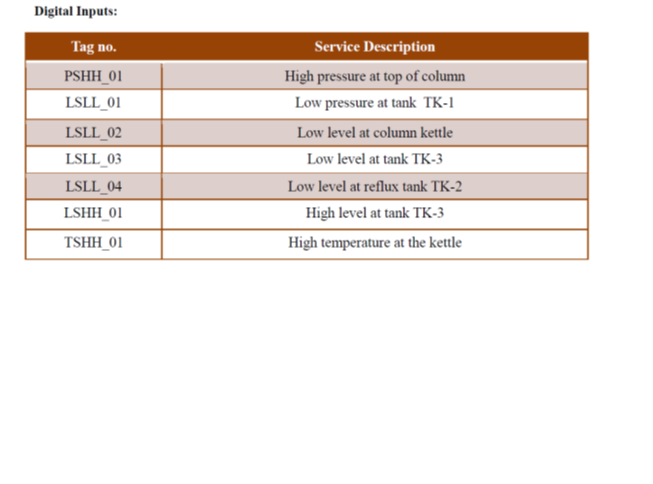 Digital Inputs:
Tag no. Service Description
PSHH_01 High pressure at top of column
LSLL_01 Low pressure at tank TK-1
LSLL_02 Low level at column kettle
LSLL_03 Low level at tank TK-3
LSLL_04 Low level at reflux tank TK-2
LSHH_01 High level at tank TK-3
TSHH_01 High temperature at the kettle